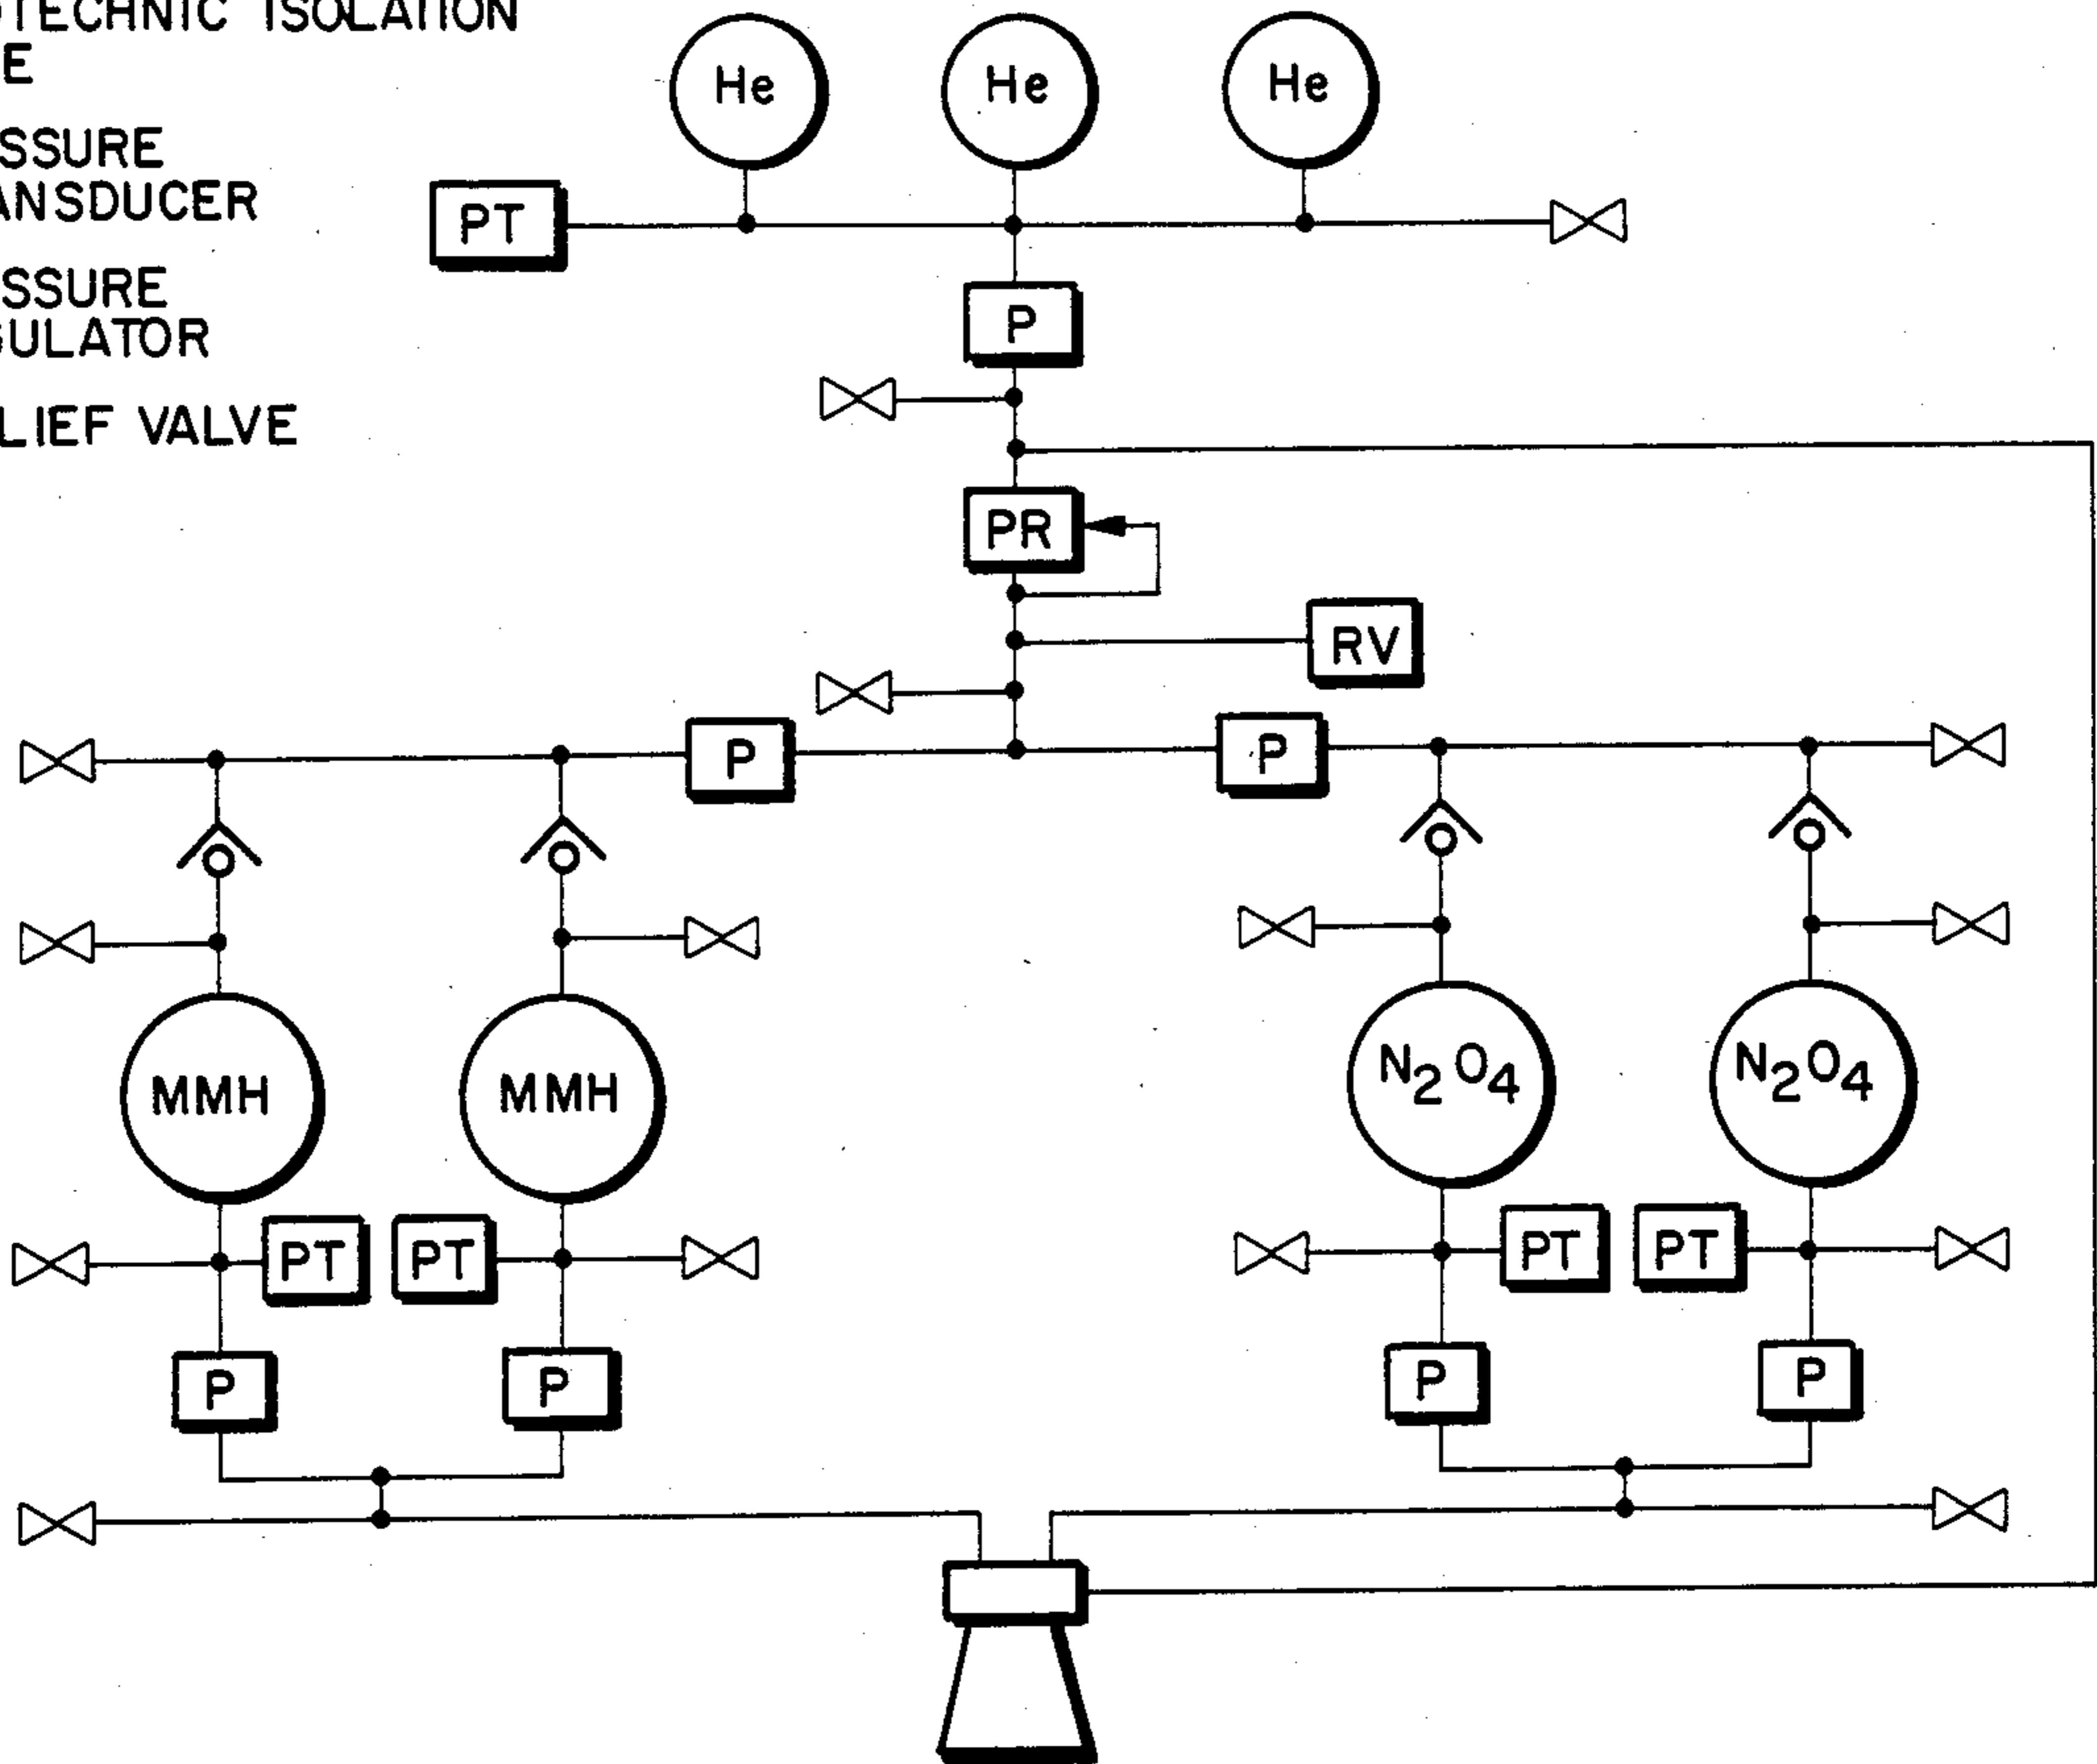 TECHNIC ISOLATION
E
SSURE
ANSDUCER
SSURE
GULATOR
LIEF VALVE
He He He
PT
P
PR
RV
P P
MMH MMH N2O4 N2O4
PT PT PT PT
P P P P